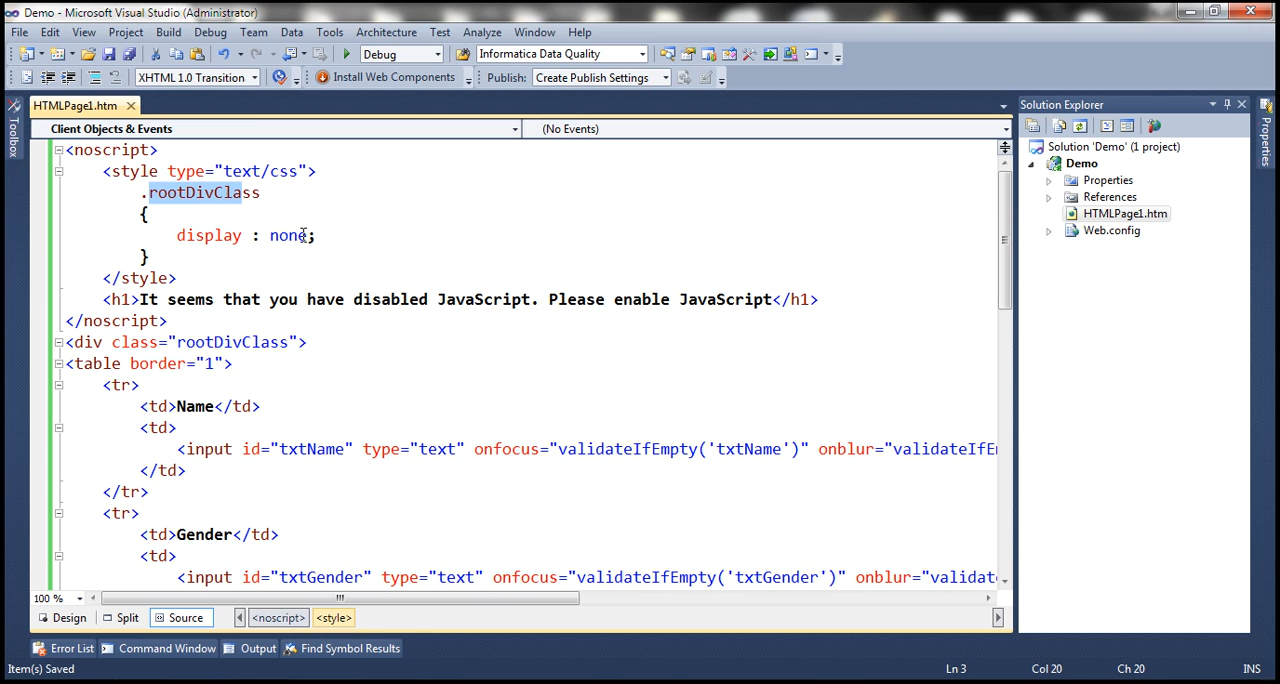 Demo - Microsoft Visual Studio (Administrator)
File Edit View Project Build Debug Team Data Tools Architecture Test Analyze Window Help
Debug Informatica Data Quality
XHTML 1.0 Transition Install Web Components Publish: Create Publish Settings
HTMLPage1.htm
Solution Explorer
Toolbox
Properties
Client Objects & Events (No Events)
Solution 'Demo' (1 project)
Demo
Properties
References
HTMLPage1.htm
Web.config
<noscript>
<style type="text/css">
.rootDivClass
{
display : none;
}
</style>
<h1>It seems that you have disabled JavaScript. Please enable JavaScript</h1>
</noscript>
<div class="rootDivClass">
<table border="1">
<tr>
<td>Name</td>
<td>
<input id="txtName" type="text" onfocus="validateIfEmpty('txtName')" onblur="validateIfE
</td>
</tr>
<tr>
<td>Gender</td>
<td>
<input id="txtGender" type="text" onfocus="validateIfEmpty('txtGender')" onblur="validat
100 %
Design Split Source <noscript> <style>
Error List Command Window Output Find Symbol Results
Item(s) Saved Ln 3 Col 20 Ch 20 INS